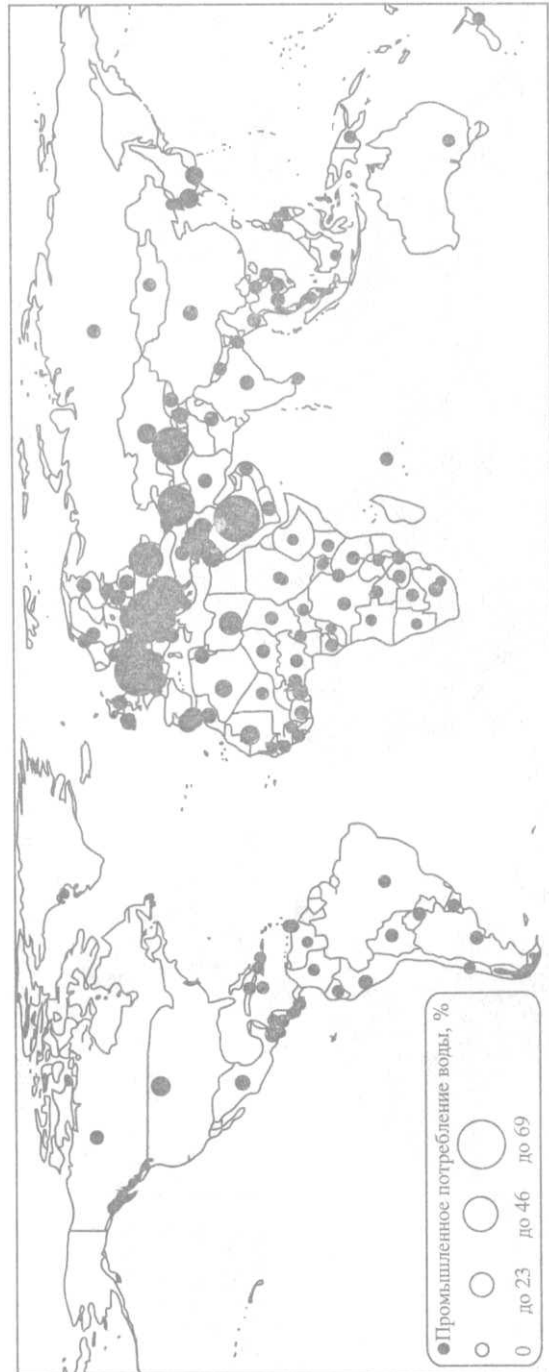 Промышленное потребление воды, %
0 до 23 до 46 до 69